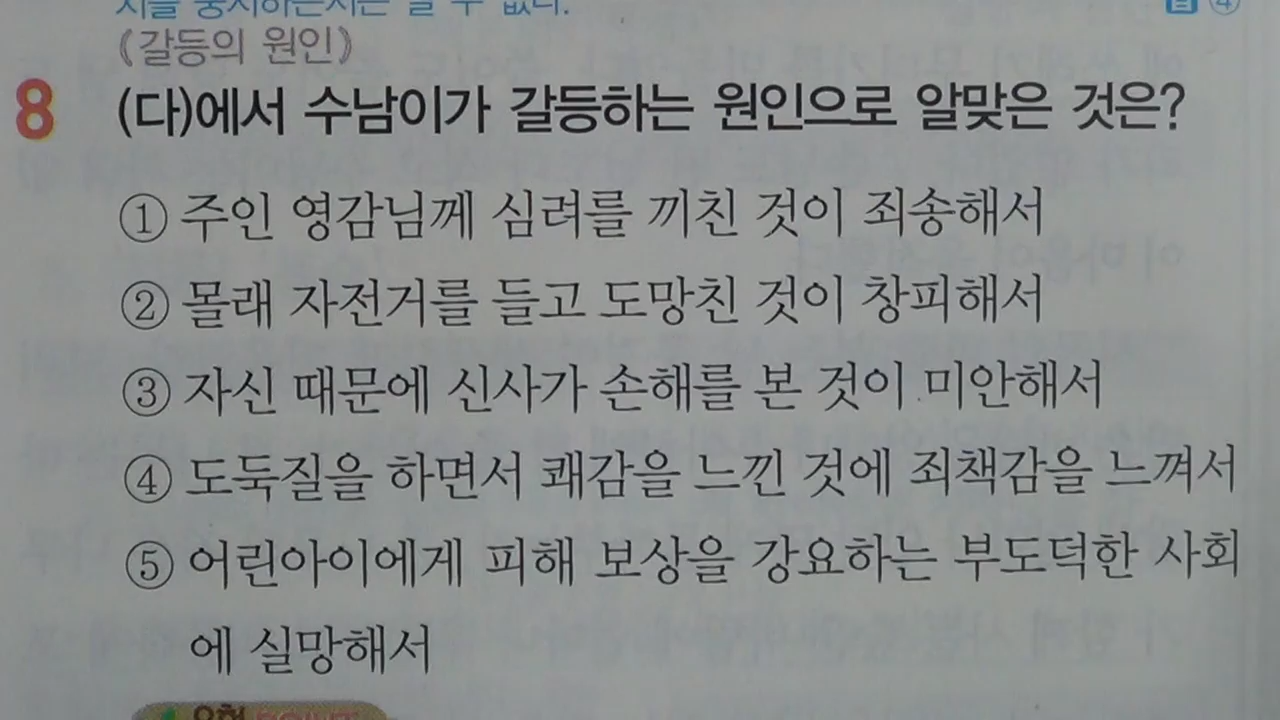 《갈등의 원인》
8 (다)에서 수남이가 갈등하는 원인으로 알맞은 것은?
① 주인 영감님께 심려를 끼친 것이 죄송해서
② 몰래 자전거를 들고 도망친 것이 창피해서
③ 자신 때문에 신사가 손해를 본 것이 미안해서
④ 도둑질을 하면서 쾌감을 느낀 것에 죄책감을 느껴서
⑤ 어린아이에게 피해 보상을 강요하는 부도덕한 사회
에 실망해서